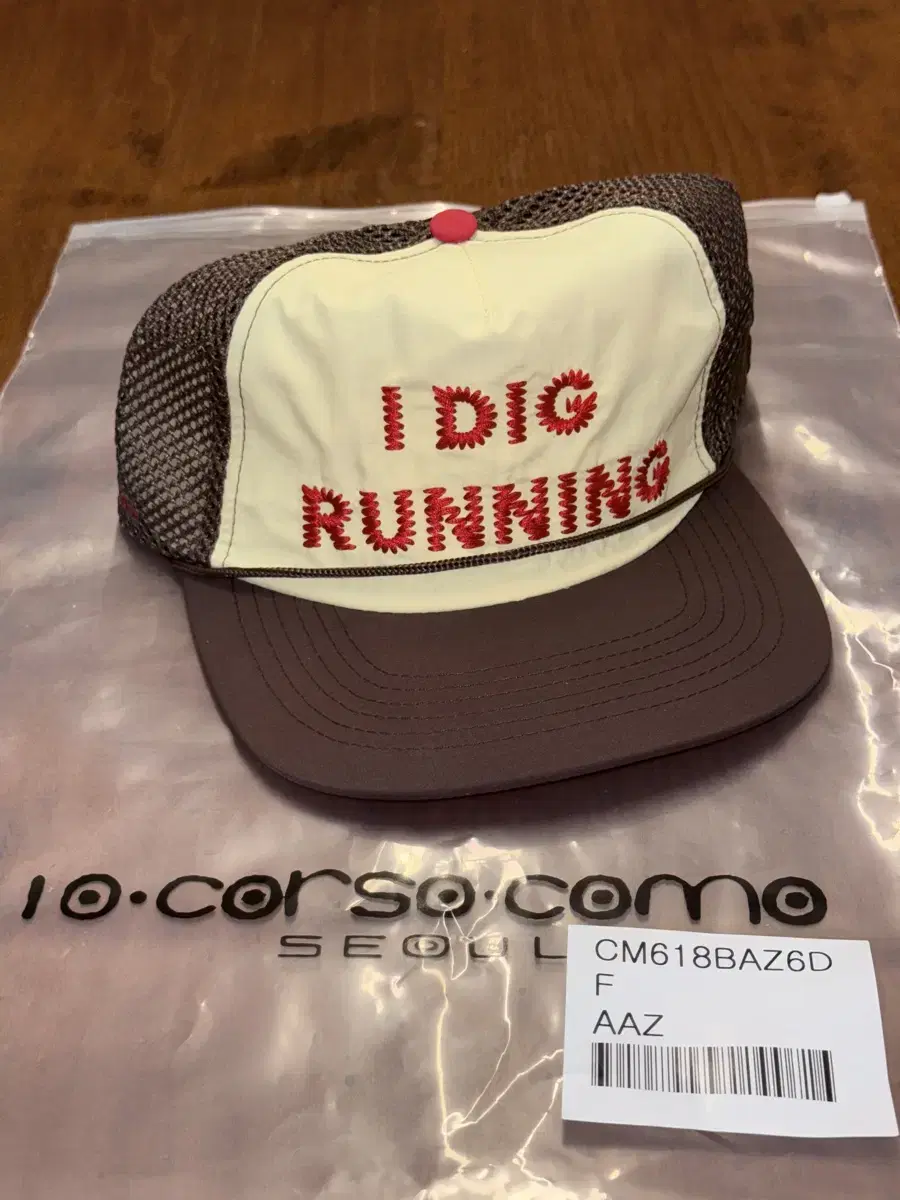 I DIG
RUNNING
10·corso·como
SEOUL
CM618BAZ6D
F
AAZ